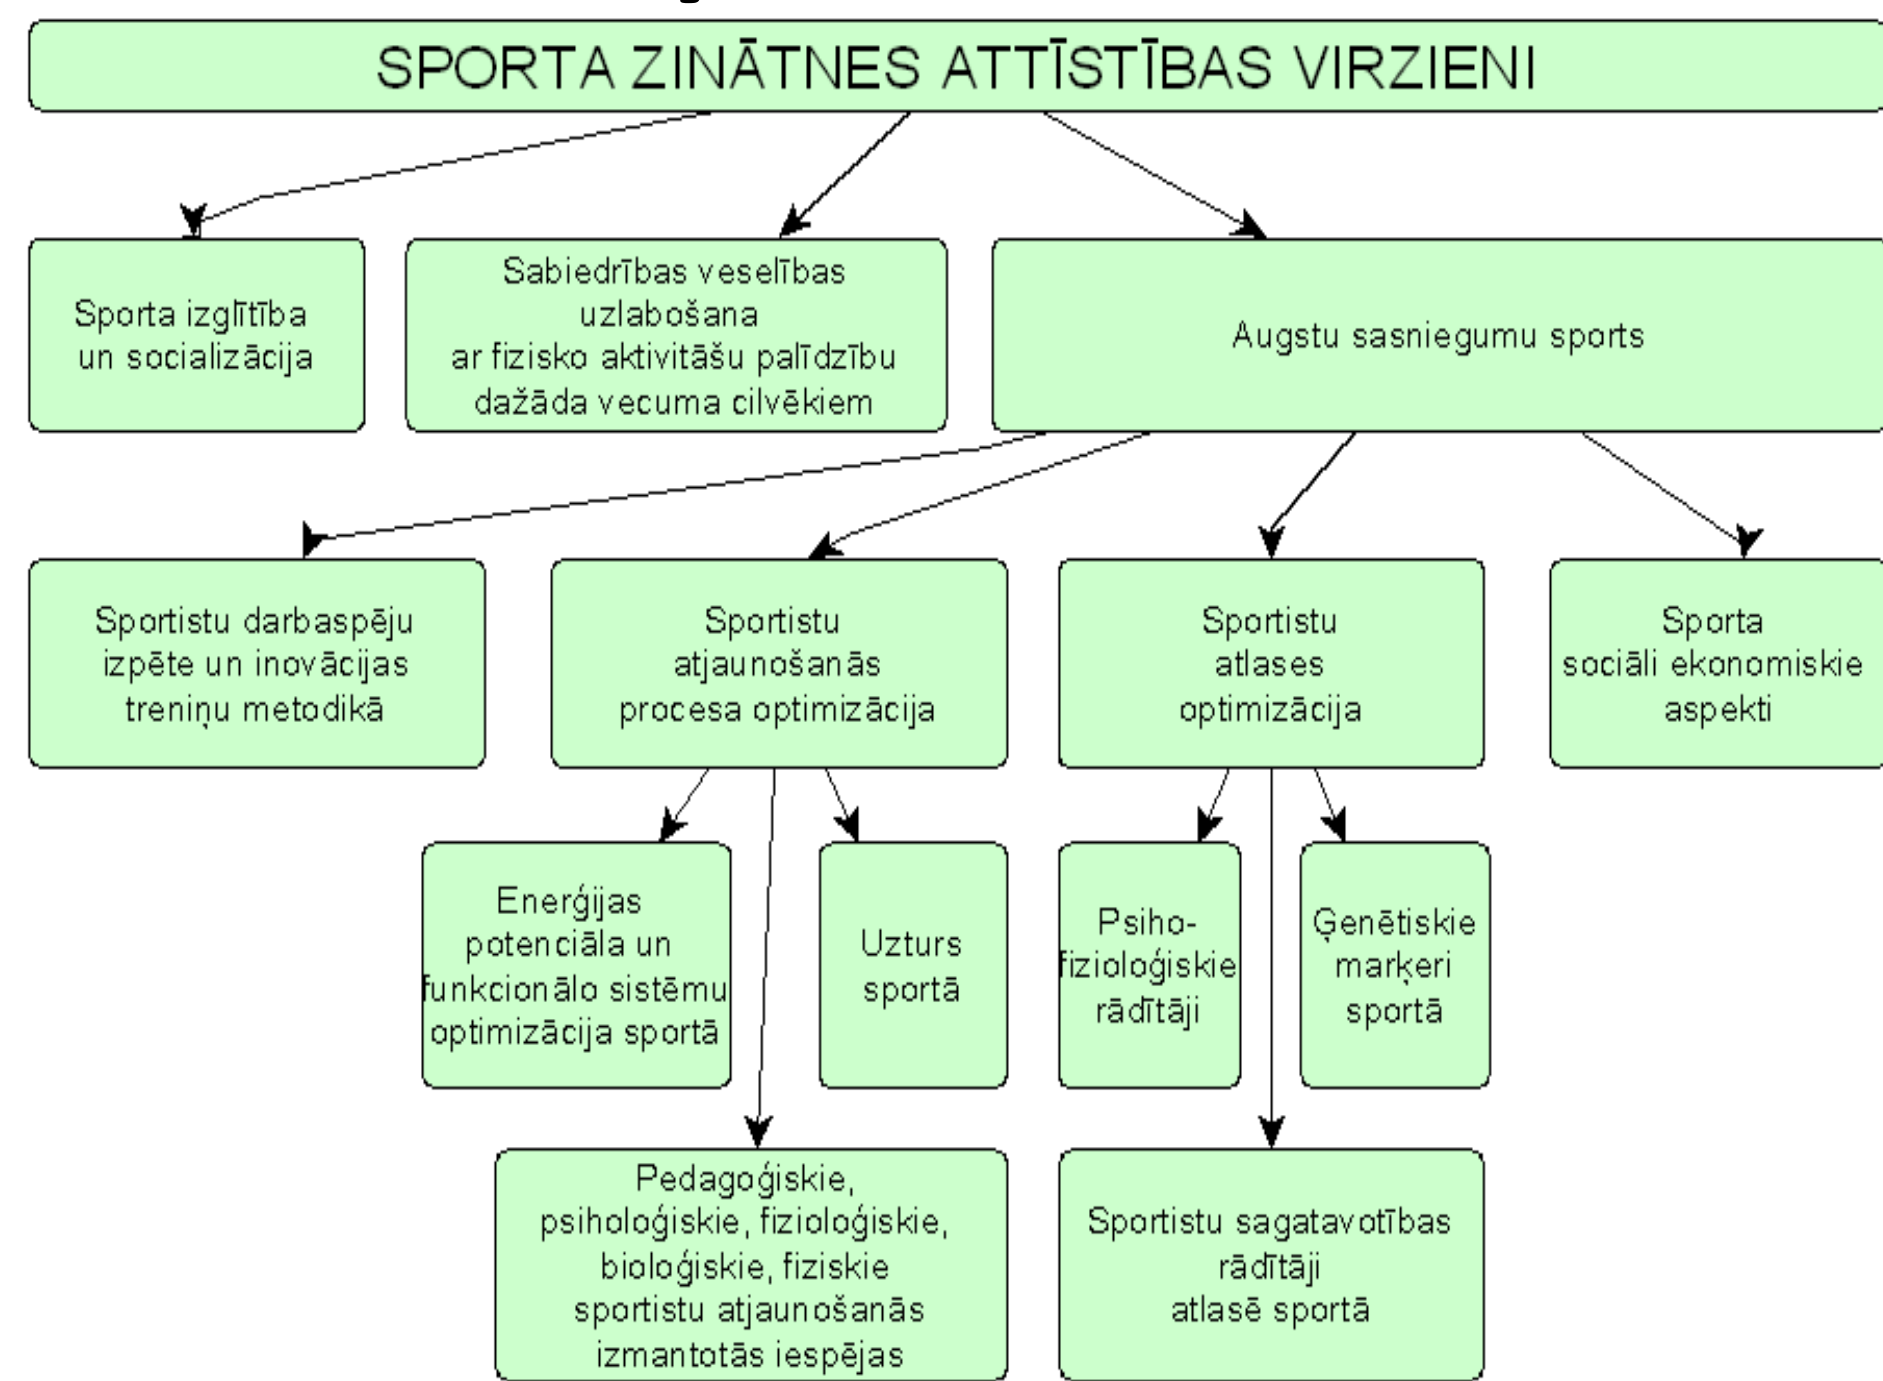 SPORTA ZINĀTNES ATTĪSTĪBAS VIRZIENI
Sporta izglītība
un socializācija
Sabiedrības veselības
uzlabošana
ar fizisko aktivitāšu palīdzību
dažāda vecuma cilvēkiem
Augstu sasniegumu sports
Sportistu darbaspēju
izpēte un inovācijas
treniņu metodikā
Sportistu
atjaunošanās
procesa optimizācija
Sportistu
atlases
optimizācija
Sporta
sociāli ekonomiskie
aspekti
Enerģijas
potenciāla un
funkcionālo sistēmu
optimizācija sportā
Uzturs
sportā
Psiho-
fizioloģiskie
rādītāji
Ģenētiskie
marķeri
sportā
Pedagoģiskie,
psiholoģiskie, fizioloģiskie,
bioloģiskie, fiziskie
sportistu atjaunošanās
izmantotās iespējas
Sportistu sagatavotības
rādītāji
atlasē sportā